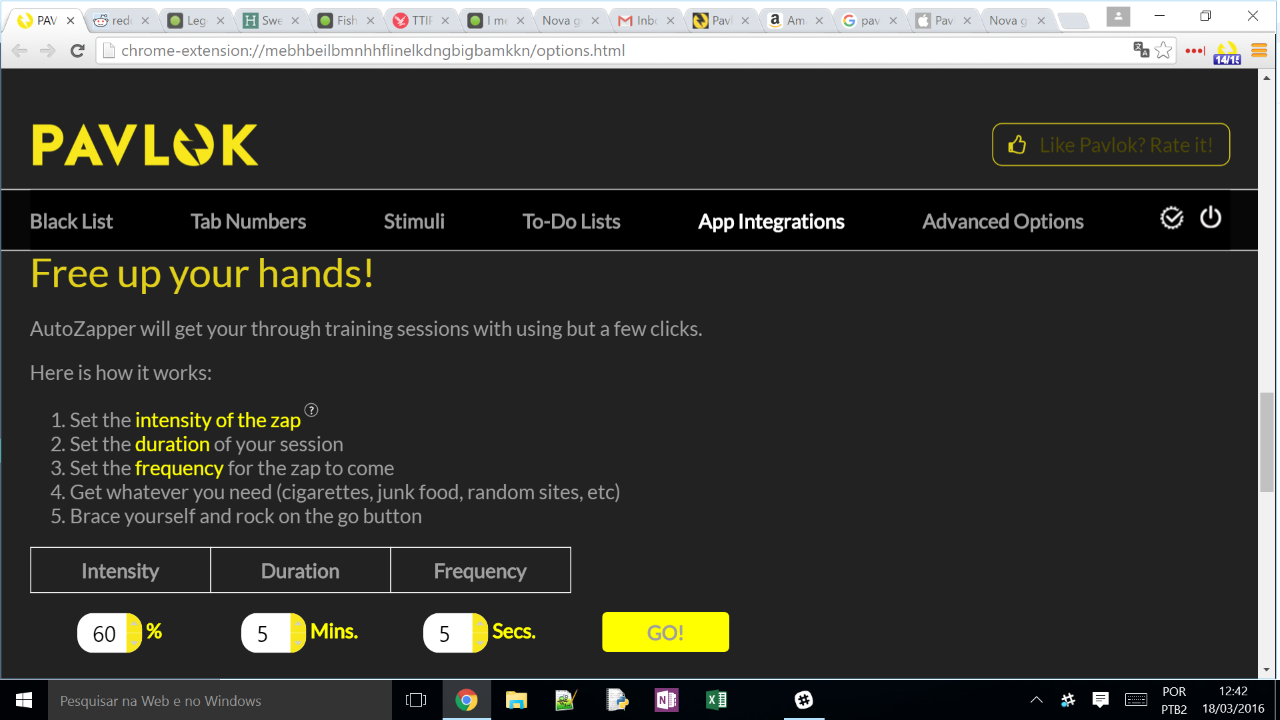 PAV
redd
Leg
Swe
Fish
TTIP
I me
Nova g
Inbo
Pav
Ama
pav
Pav
Nova g
chrome-extension://mebhbeilbmnhhflinelkdngbigbamkkn/options.html
14/15
PAVLOK
Like Pavlok? Rate it!
Black List
Tab Numbers
Stimuli
To-Do Lists
App Integrations
Advanced Options
Free up your hands!
AutoZapper will get your through training sessions with using but a few clicks.
Here is how it works:
1. Set the intensity of the zap ?
2. Set the duration of your session
3. Set the frequency for the zap to come
4. Get whatever you need (cigarettes, junk food, random sites, etc)
5. Brace yourself and rock on the go button
Intensity Duration Frequency
60 % 5 Mins. 5 Secs. GO!
Pesquisar na Web e no Windows
POR
PTB2
12:42
18/03/2016